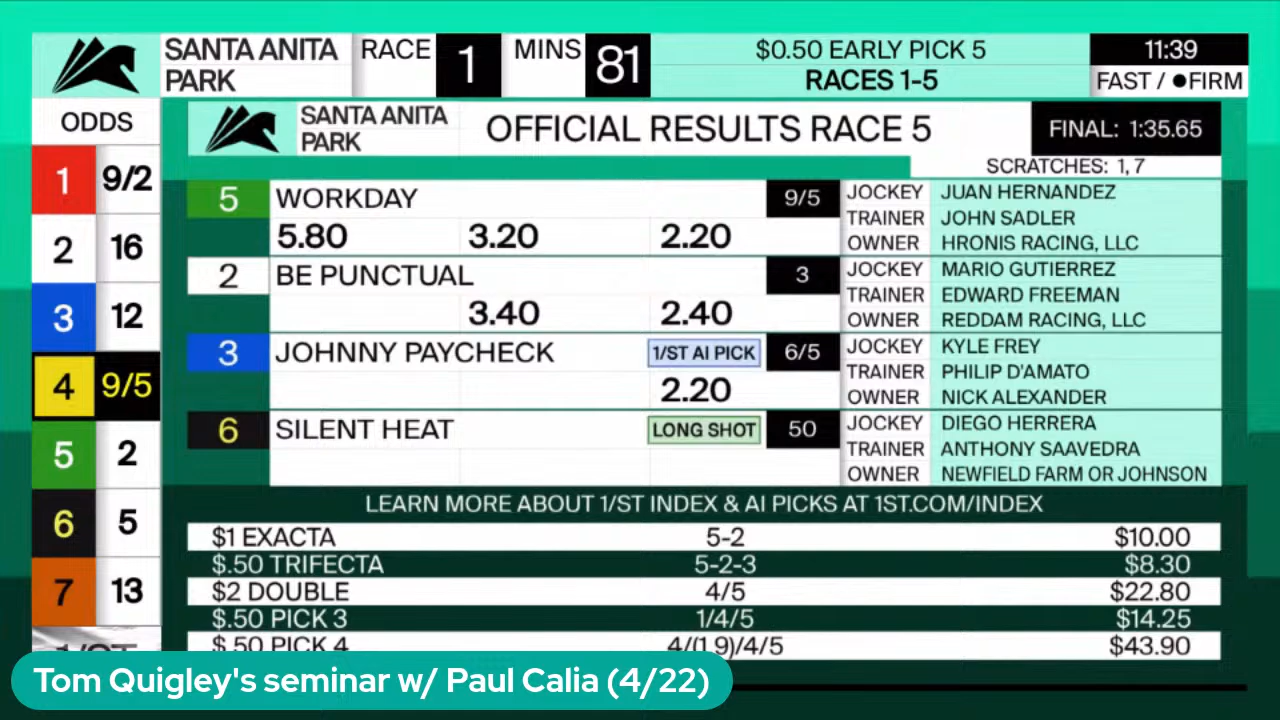 SANTA ANITA PARK
RACE 1 MINS 81
$0.50 EARLY PICK 5
RACES 1-5
11:39
FAST / ●FIRM
ODDS
1 9/2
2 16
3 12
4 9/5
5 2
6 5
7 13
SANTA ANITA PARK
OFFICIAL RESULTS RACE 5
FINAL: 1:35.65
SCRATCHES: 1, 7
5 WORKDAY 9/5
5.80 3.20 2.20
JOCKEY JUAN HERNANDEZ
TRAINER JOHN SADLER
OWNER HRONIS RACING, LLC
2 BE PUNCTUAL 3
3.40 2.40
JOCKEY MARIO GUTIERREZ
TRAINER EDWARD FREEMAN
OWNER REDDAM RACING, LLC
3 JOHNNY PAYCHECK 1/ST AI PICK 6/5
2.20
JOCKEY KYLE FREY
TRAINER PHILIP D'AMATO
OWNER NICK ALEXANDER
6 SILENT HEAT LONG SHOT 50
JOCKEY DIEGO HERRERA
TRAINER ANTHONY SAAVEDRA
OWNER NEWFIELD FARM OR JOHNSON
LEARN MORE ABOUT 1/ST INDEX & AI PICKS AT 1ST.COM/INDEX
$1 EXACTA 5-2 $10.00
$.50 TRIFECTA 5-2-3 $8.30
$2 DOUBLE 4/5 $22.80
$.50 PICK 3 1/4/5 $14.25
$.50 PICK 4 4/(1,9)/4/5 $43.90
Tom Quigley's seminar w/ Paul Calia (4/22)